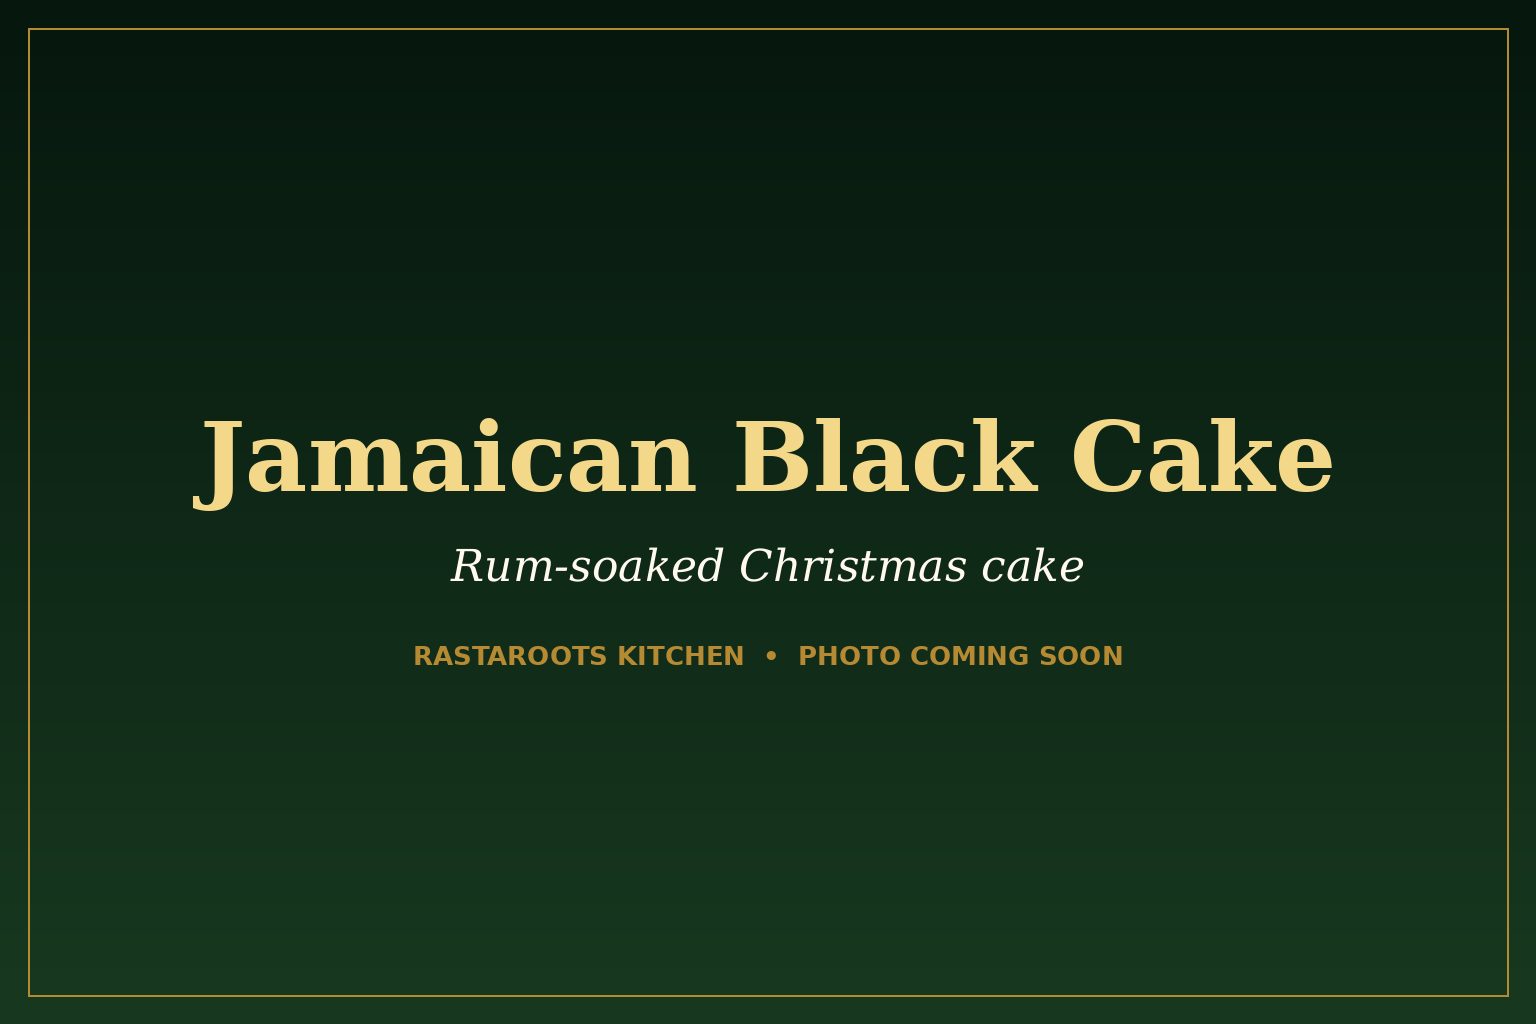 Jamaican Black Cake
Rum-soaked Christmas cake
RASTAROOTS KITCHEN • PHOTO COMING SOON